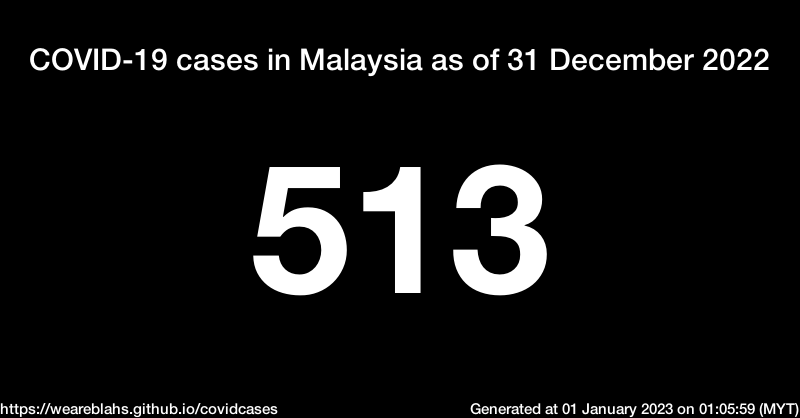 COVID-19 cases in Malaysia as of 31 December 2022
513
https://weareblahs.github.io/covidcases
Generated at 01 January 2023 on 01:05:59 (MYT)